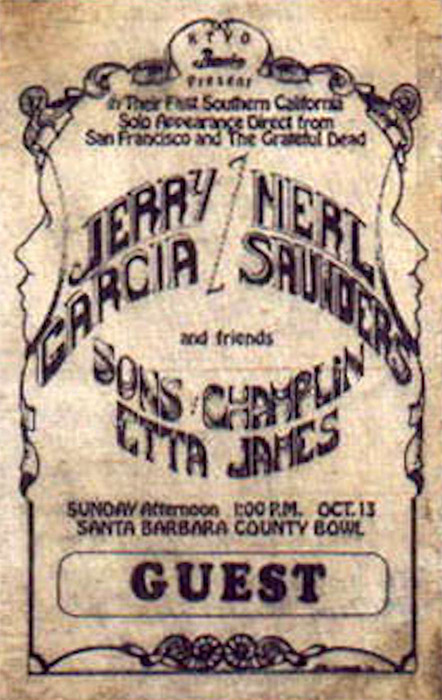 KTYD
Present
In Their First Southern California
Solo Appearance Direct from
San Francisco and The Grateful Dead
JERRY GARCIA / MERL SAUNDERS
and friends
SONS of CHAMPLIN
ETTA JAMES
SUNDAY Afternoon 1:00 P.M. OCT. 13
SANTA BARBARA COUNTY BOWL
GUEST